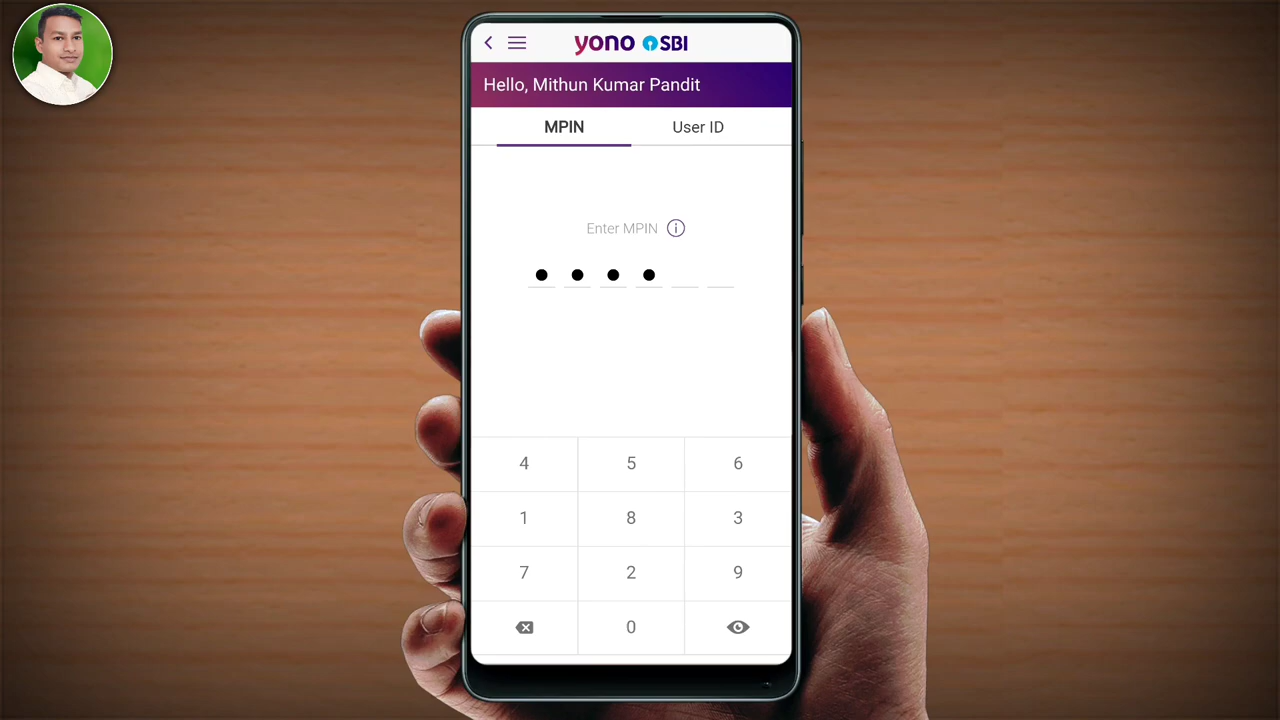 yono SBI
Hello, Mithun Kumar Pandit
MPIN User ID
Enter MPIN
4 5 6
1 8 3
7 2 9
0